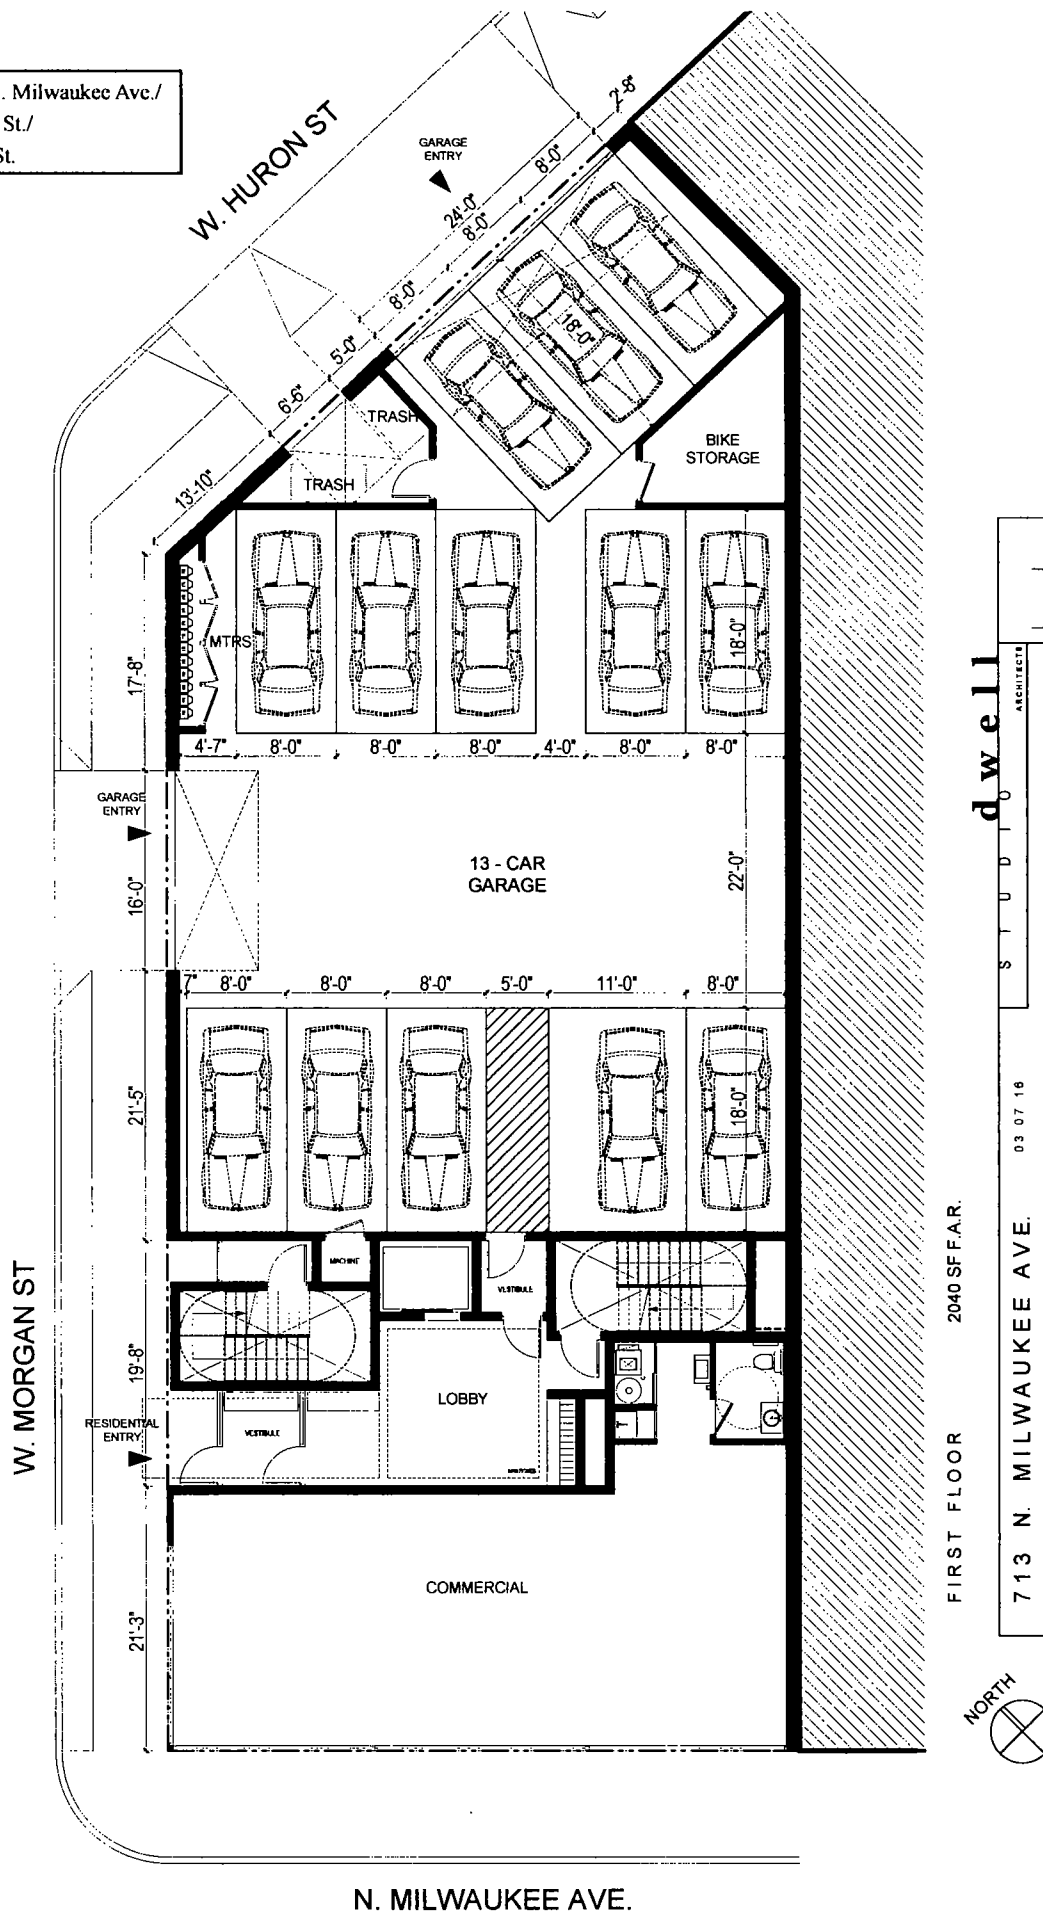 . Milwaukee Ave./
St./
St.
W. HURON ST
GARAGE
ENTRY
2'-8"
8'-0"
24'-0"
8'-0"
8'-0"
5'-0"
6'-6"
13'-10"
18'-0"
TRASH
TRASH
BIKE
STORAGE
MTRS
18'-0"
17'-8"
4'-7"
8'-0"
8'-0"
8'-0"
4'-0"
8'-0"
8'-0"
GARAGE
ENTRY
13 - CAR
GARAGE
22'-0"
16'-0"
7"
8'-0"
8'-0"
8'-0"
5'-0"
11'-0"
8'-0"
18'-0"
21'-5"
MACHINE
VESTIBULE
W. MORGAN ST
19'-8"
LOBBY
RESIDENTIAL
ENTRY
VESTIBULE
COMMERCIAL
21'-3"
N. MILWAUKEE AVE.
FIRST FLOOR 2040 SF F.A.R.
713 N. MILWAUKEE AVE. 03 07 16
STUDIO
dwell
ARCHITECTS
NORTH